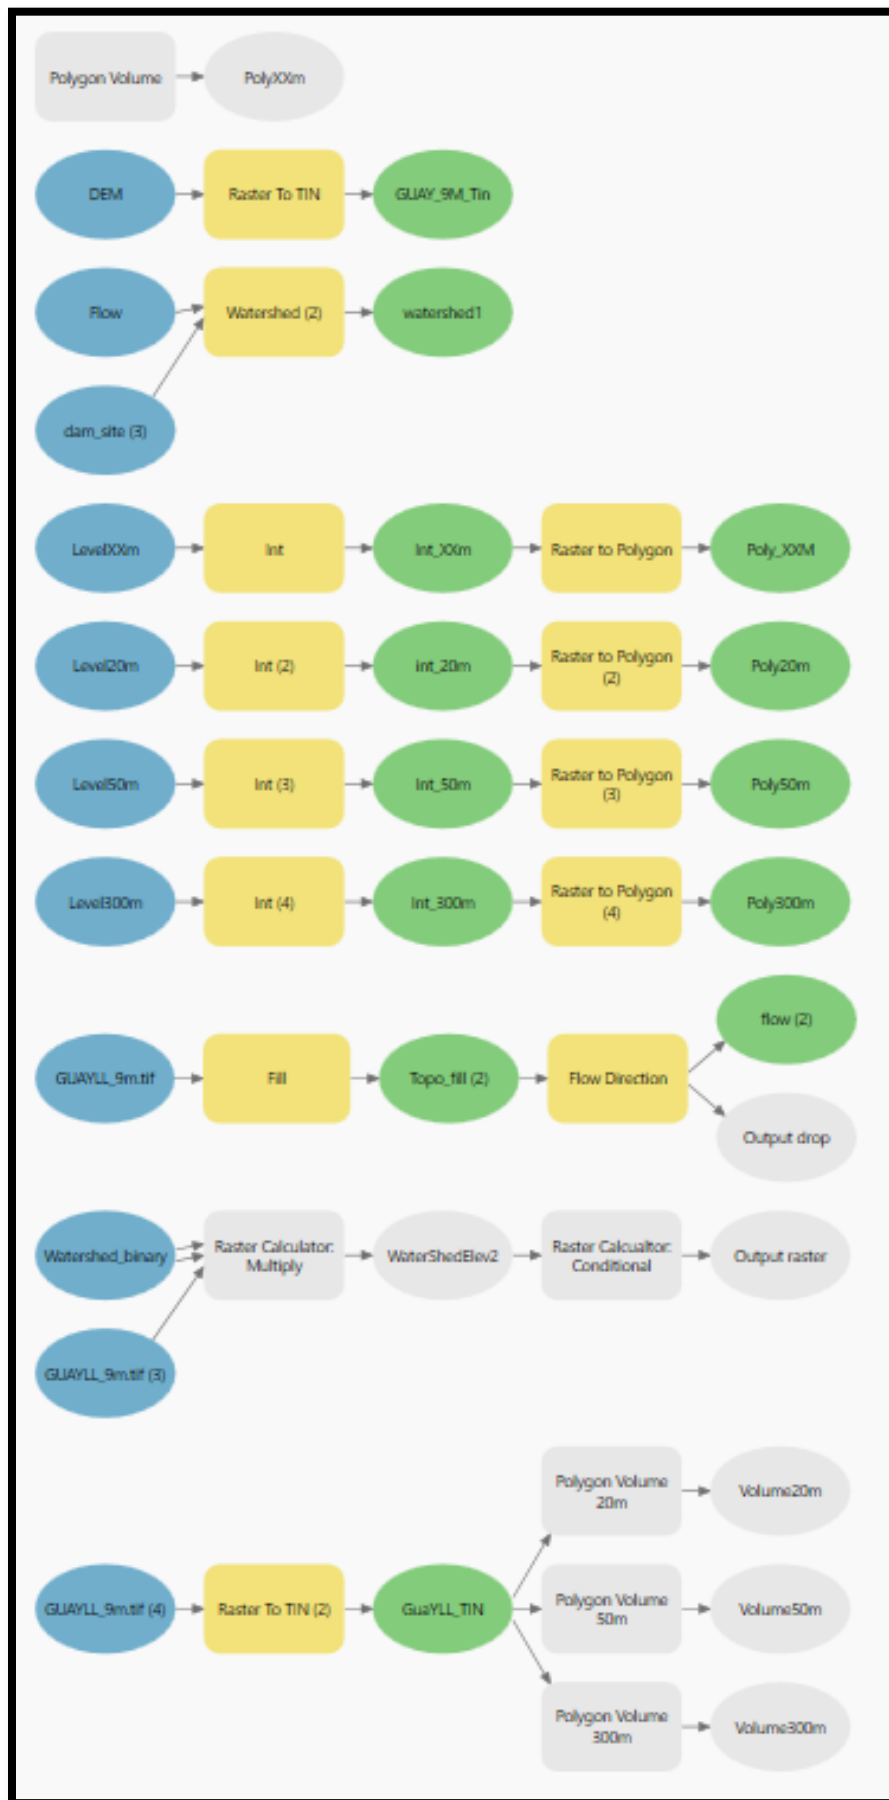 Polygon Volume
PolyXXm
DEM
Raster To TIN
GUAY_9M_Tin
Flow
Watershed (2)
watershed1
dam_site (3)
LevelXXm
Int
Int_XXm
Raster to Polygon
Poly_XXM
Level20m
Int (2)
int_20m
Raster to Polygon
(2)
Poly20m
Level50m
Int (3)
Int_50m
Raster to Polygon
(3)
Poly50m
Level300m
Int (4)
Int_300m
Raster to Polygon
(4)
Poly300m
flow (2)
GUAYLL_9m.tif
Fill
Topo_fill (2)
Flow Direction
Output drop
Watershed_binary
Raster Calculator:
Multiply
WaterShedElev2
Raster Calcualtor:
Conditional
Output raster
GUAYLL_9m.tif (3)
Polygon Volume
20m
Volume20m
GUAYLL_9m.tif (4)
Raster To TIN (2)
GuaYLL_TIN
Polygon Volume
50m
Volume50m
Polygon Volume
300m
Volume300m